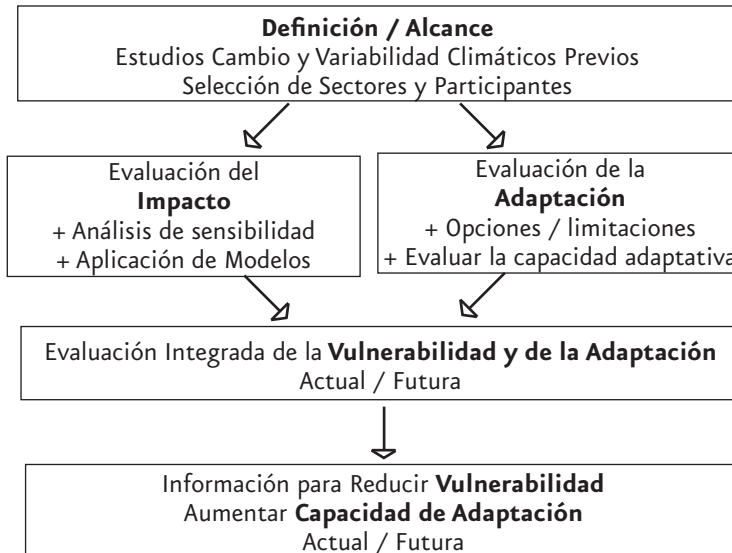 Definición / Alcance
Estudios Cambio y Variabilidad Climáticos Previos
Selección de Sectores y Participantes
Evaluación del
Impacto
+ Análisis de sensibilidad
+ Aplicación de Modelos
Evaluación de la
Adaptación
+ Opciones / limitaciones
+ Evaluar la capacidad adaptativa
Evaluación Integrada de la Vulnerabilidad y de la Adaptación
Actual / Futura
Información para Reducir Vulnerabilidad
Aumentar Capacidad de Adaptación
Actual / Futura